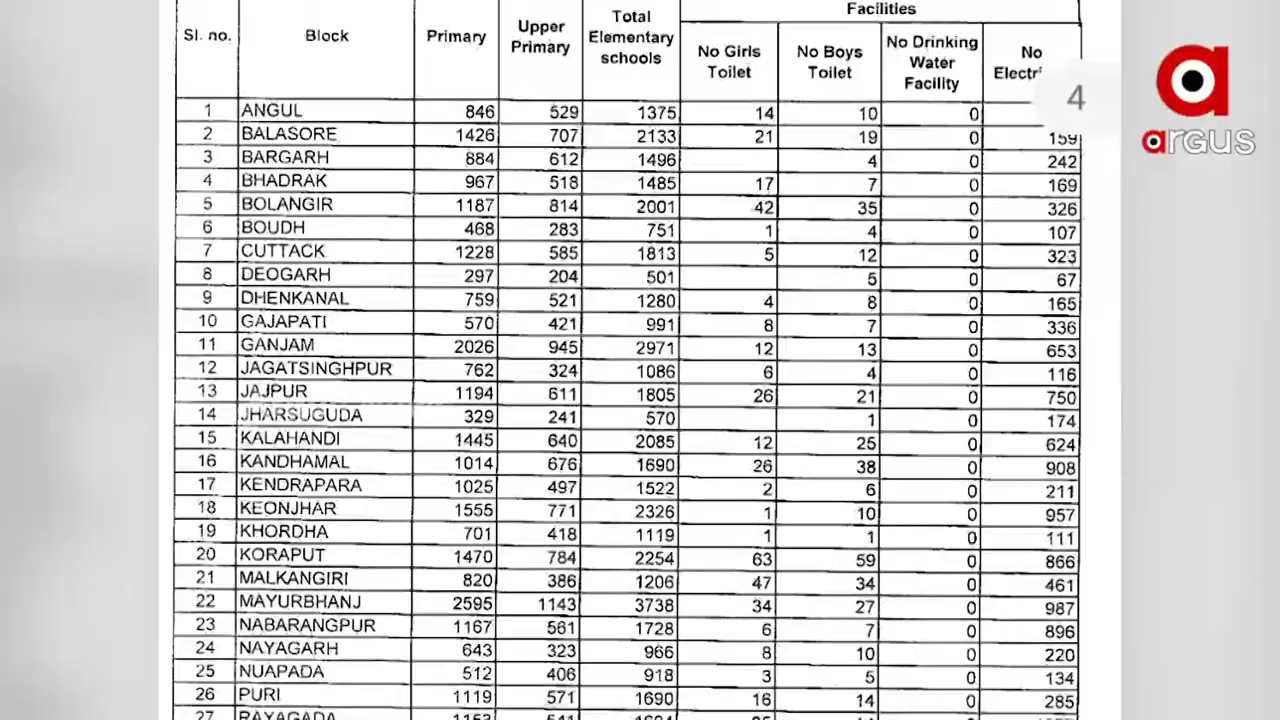 Facilities
Sl. no. Block Primary Upper Primary Total Elementary schools No Girls Toilet No Boys Toilet No Drinking Water Facility No
4
argus
1 ANGUL 846 529 1375 14 10 0
2 BALASORE 1426 707 2133 21 19 0 159
3 BARGARH 884 612 1496 4 0 242
4 BHADRAK 967 518 1485 17 7 0 169
5 BOLANGIR 1187 814 2001 42 35 0 326
6 BOUDH 468 283 751 1 4 0 107
7 CUTTACK 1228 585 1813 5 12 0 323
8 DEOGARH 297 204 501 5 0 67
9 DHENKANAL 759 521 1280 4 8 0 165
10 GAJAPATI 570 421 991 8 7 0 336
11 GANJAM 2026 945 2971 12 13 0 653
12 JAGATSINGHPUR 762 324 1086 6 4 0 116
13 JAJPUR 1194 611 1805 26 21 0 750
14 JHARSUGUDA 329 241 570 1 0 174
15 KALAHANDI 1445 640 2085 12 25 0 624
16 KANDHAMAL 1014 676 1690 26 38 0 908
17 KENDRAPARA 1025 497 1522 2 6 0 211
18 KEONJHAR 1555 771 2326 1 10 0 957
19 KHORDHA 701 418 1119 1 1 0 111
20 KORAPUT 1470 784 2254 63 59 0 866
21 MALKANGIRI 820 386 1206 47 34 0 461
22 MAYURBHANJ 2595 1143 3738 34 27 0 987
23 NABARANGPUR 1167 561 1728 6 7 0 896
24 NAYAGARH 643 323 966 8 10 0 220
25 NUAPADA 512 406 918 3 5 0 134
26 PURI 1119 571 1690 16 14 0 285
27 RAYAGADA